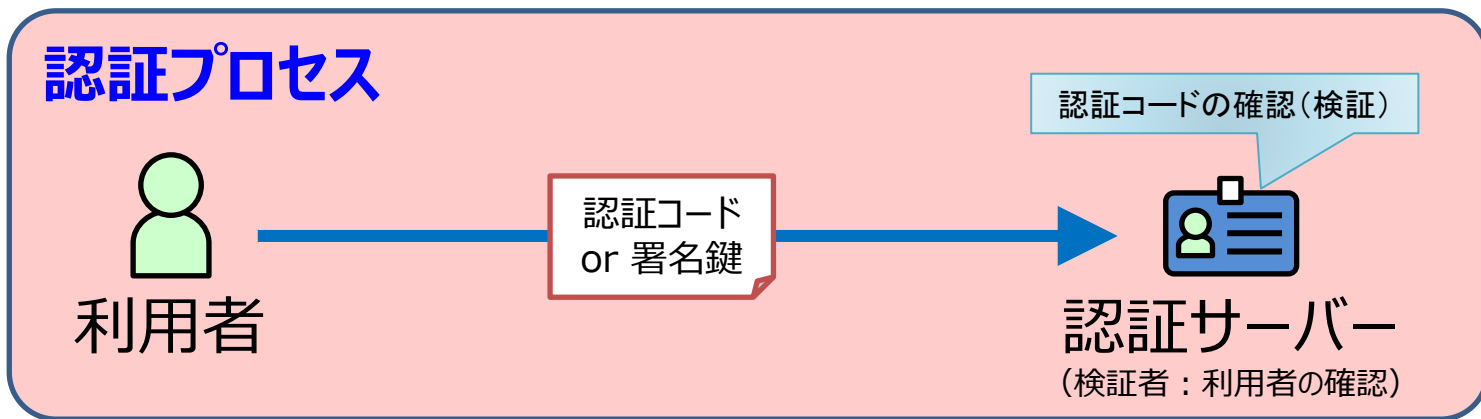 認証プロセス
認証コードの確認（検証）
認証コード
or 署名鍵
利用者
認証サーバー
（検証者：利用者の確認）